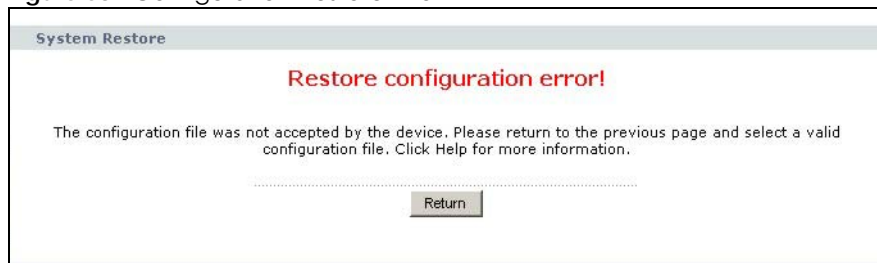 System Restore
Restore configuration error!
The configuration file was not accepted by the device. Please return to the previous page and select a valid
configuration file. Click Help for more information.
Return